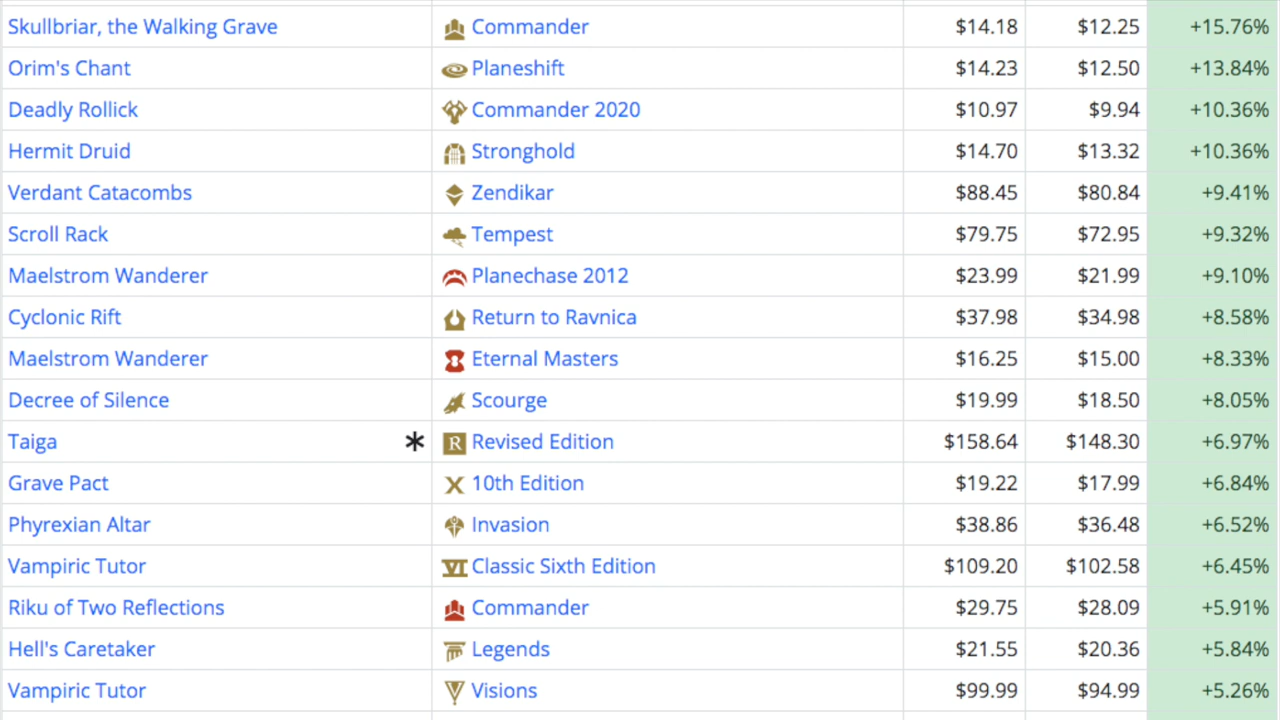 Skullbriar, the Walking Grave Commander $14.18 $12.25 +15.76%
Orim's Chant Planeshift $14.23 $12.50 +13.84%
Deadly Rollick Commander 2020 $10.97 $9.94 +10.36%
Hermit Druid Stronghold $14.70 $13.32 +10.36%
Verdant Catacombs Zendikar $88.45 $80.84 +9.41%
Scroll Rack Tempest $79.75 $72.95 +9.32%
Maelstrom Wanderer Planechase 2012 $23.99 $21.99 +9.10%
Cyclonic Rift Return to Ravnica $37.98 $34.98 +8.58%
Maelstrom Wanderer Eternal Masters $16.25 $15.00 +8.33%
Decree of Silence Scourge $19.99 $18.50 +8.05%
Taiga * R Revised Edition $158.64 $148.30 +6.97%
Grave Pact X 10th Edition $19.22 $17.99 +6.84%
Phyrexian Altar Invasion $38.86 $36.48 +6.52%
Vampiric Tutor VI Classic Sixth Edition $109.20 $102.58 +6.45%
Riku of Two Reflections Commander $29.75 $28.09 +5.91%
Hell's Caretaker Legends $21.55 $20.36 +5.84%
Vampiric Tutor Visions $99.99 $94.99 +5.26%